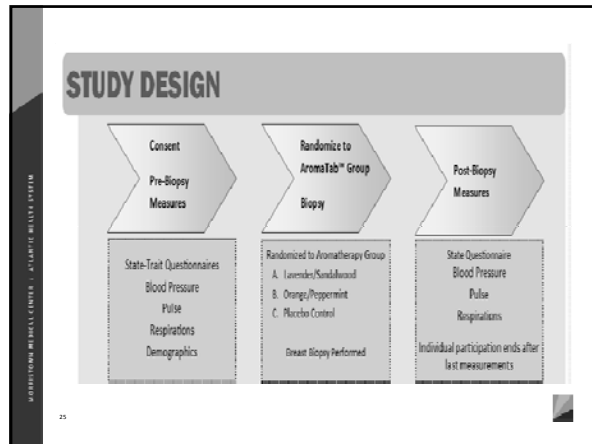 STUDY DESIGN
Consent
Pre-Biopsy
Measures
Randomize to
AromaTab™ Group
Biopsy
Post-Biopsy
Measures
State-Trait Questionnaires
Blood Pressure
Pulse
Respirations
Demographics
Randomized to Aromatherapy Group
A. Lavender/Sandalwood
B. Orange/Peppermint
C. Placebo Control
Breast Biopsy Performed
State Questionnaire
Blood Pressure
Pulse
Respirations
Individual participation ends after
last measurements
MORRISTOWN MEDICAL CENTER | ATLANTIC HEALTH SYSTEM
25